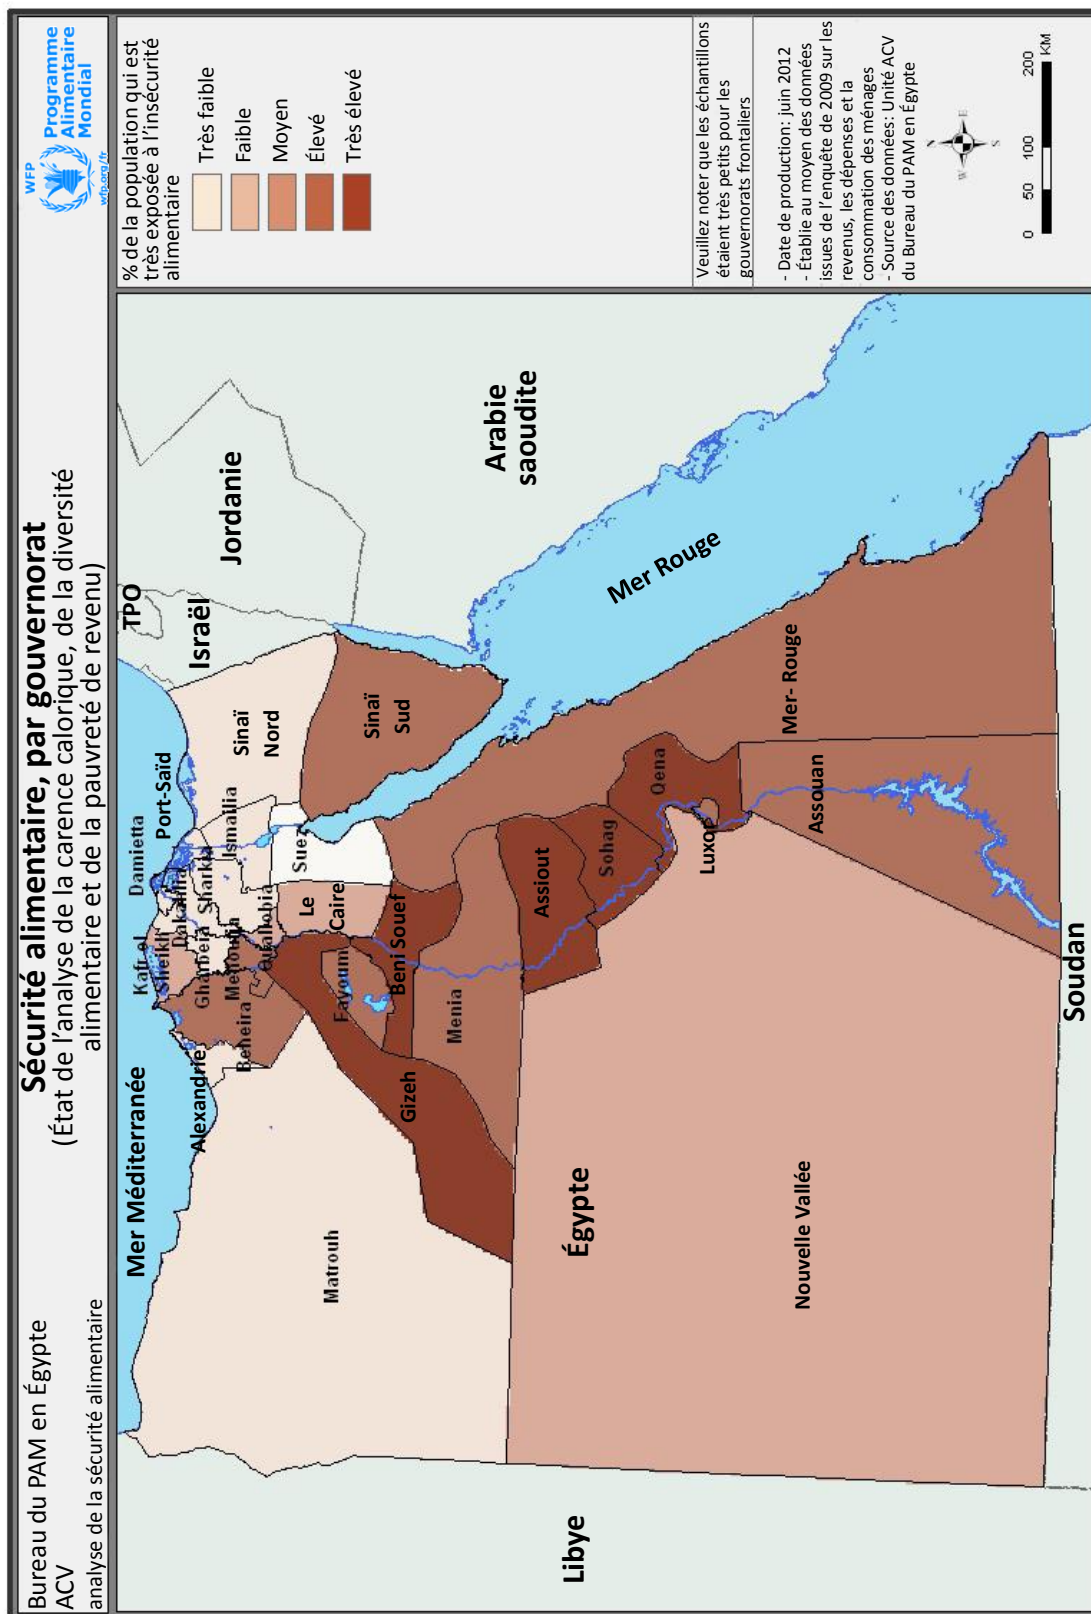 Bureau du PAM en Égypte
ACV
analyse de la sécurité alimentaire
Sécurité alimentaire, par gouvernorat
(État de l'analyse de la carence calorique, de la diversité
alimentaire et de la pauvreté de revenu)
WFP
Programme
Alimentaire
Mondial
wfp.org/fr
% de la population qui est
très exposée à l'insécurité
alimentaire
Très faible
Faible
Moyen
Élevé
Très élevé
Veuillez noter que les échantillons
étaient très petits pour les
gouvernorats frontaliers
- Date de production: juin 2012
- Établie au moyen des données
issues de l'enquête de 2009 sur les
revenus, les dépenses et la
consommation des ménages
- Source des données: Unité ACV
du Bureau du PAM en Égypte
N
W
E
S
0 50 100 200
KM
Mer Méditerranée
Kafr el
Sheikh
Damietta
Port-Saïd
TPO
Israël
Jordanie
Alexandrie
Beheira
Gharbeia
Menoufia
Dakahlia
Sharkia
Qualiobia
Ismalia
Sinaï
Nord
Suez
Le
Caire
Matrouh
Gizeh
Fayoum
Beni Souef
Sinaï
Sud
Arabie
saoudite
Menia
Assiout
Sohag
Qena
Luxor
Mer Rouge
Libye
Égypte
Nouvelle Vallée
Assouan
Mer- Rouge
Soudan